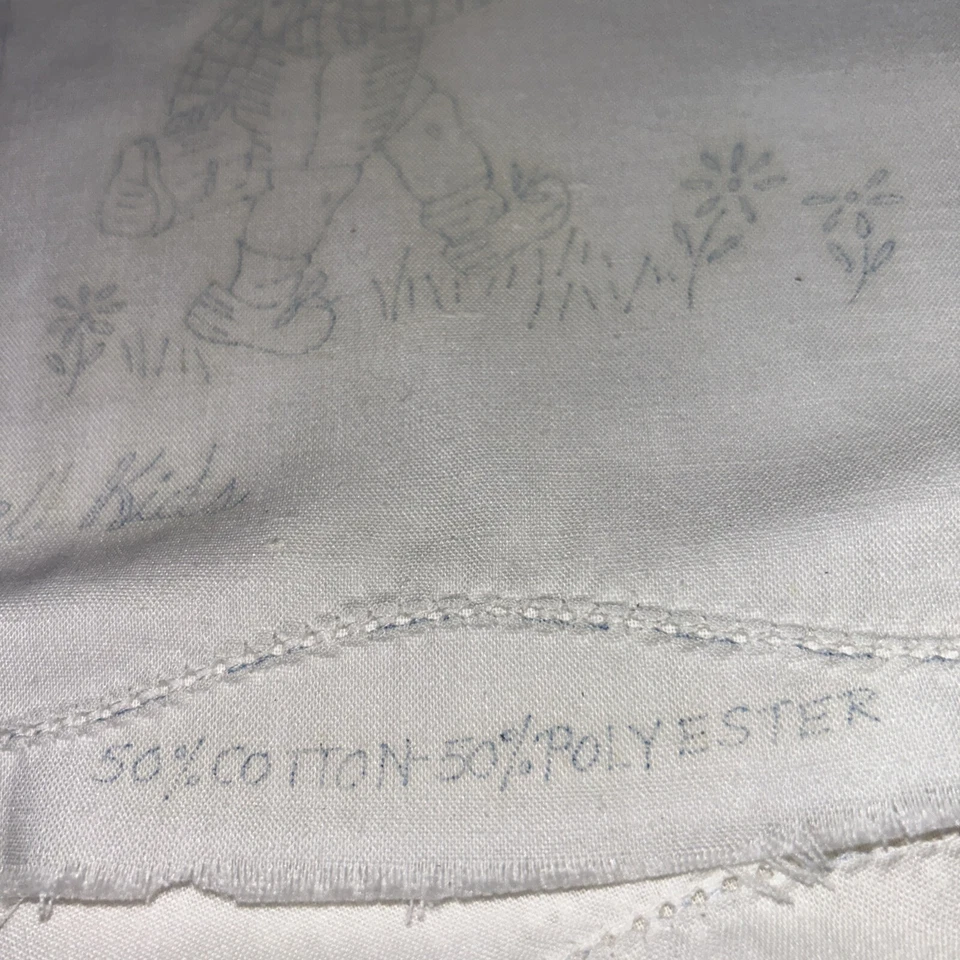 Kids
50% COTTON-50% POLYESTER